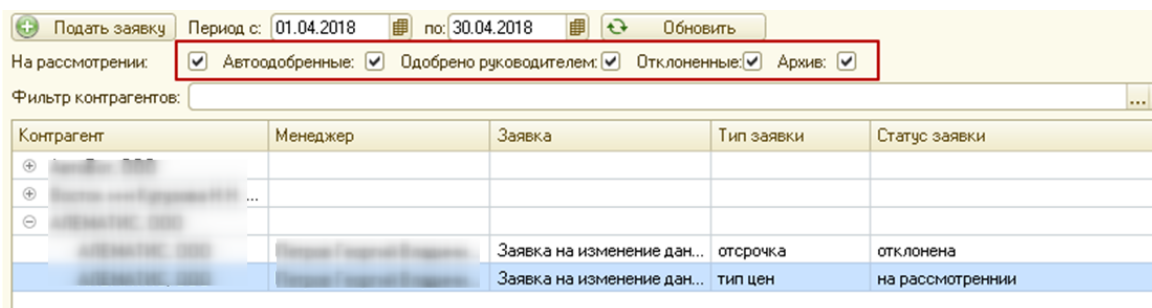 Подать заявку Период с: 01.04.2018 по: 30.04.2018 Обновить
На рассмотрении: Автоодобренные: Одобрено руководителем: Отклоненные: Архив:
Фильтр контрагентов: ...
Контрагент Менеджер Заявка Тип заявки Статус заявки
Заявка на изменение дан... отсрочка отклонена
Заявка на изменение дан... тип цен на рассмотреннии